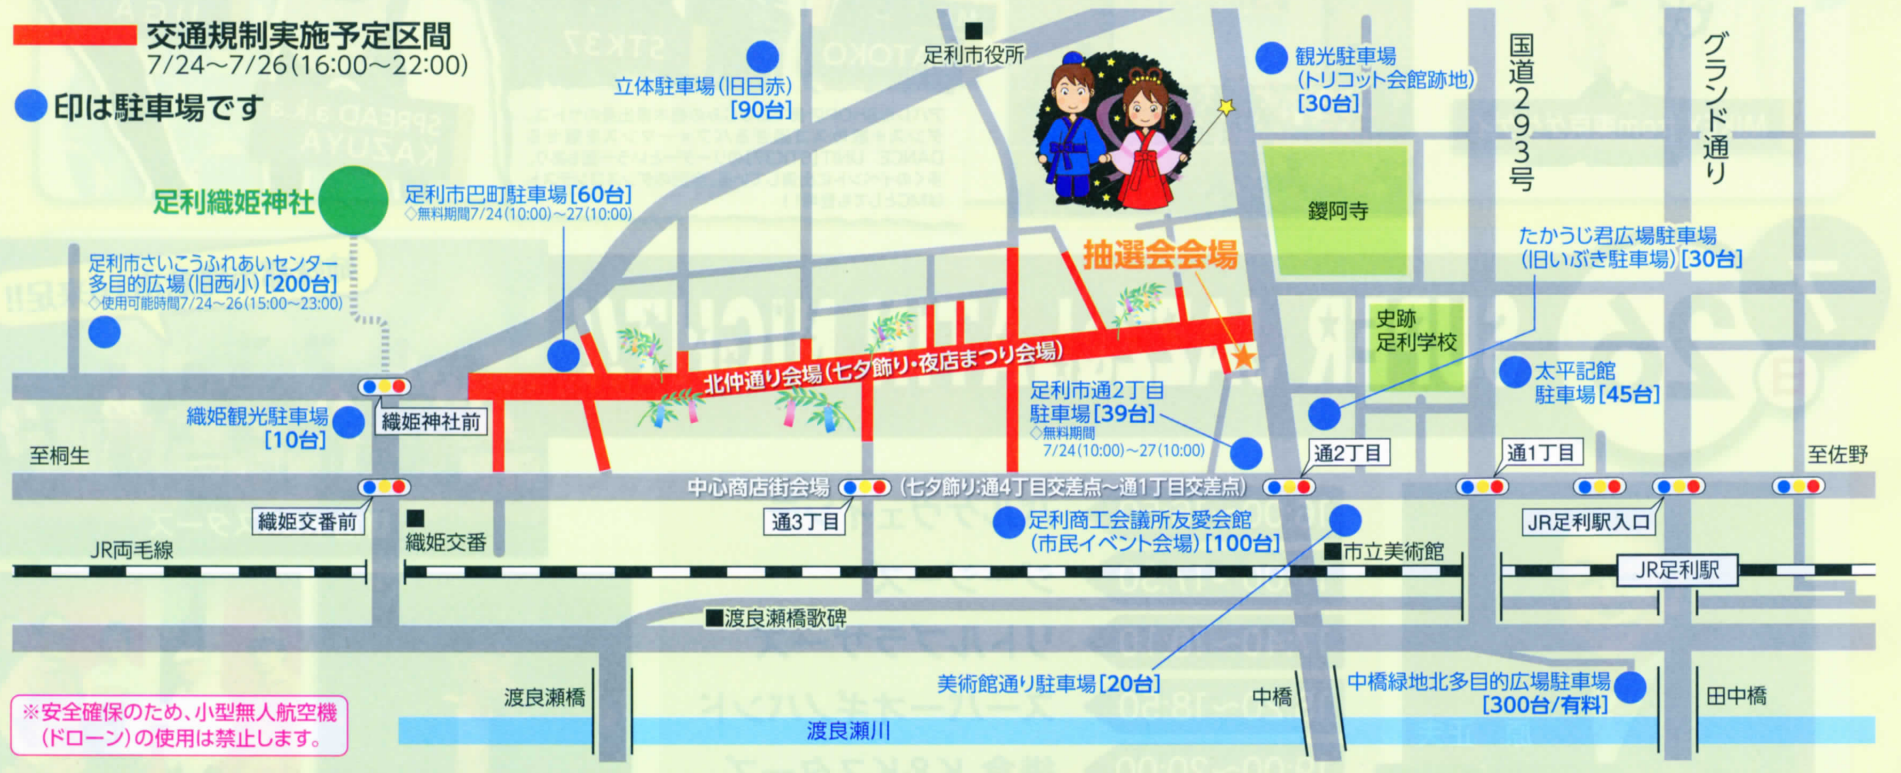 交通規制実施予定区間
7/24～7/26(16:00～22:00)
印は駐車場です
立体駐車場(旧日赤)
[90台]
足利市役所
観光駐車場
(トリコット会館跡地)
[30台]
国道293号
グランド通り
足利織姫神社
足利市巴町駐車場[60台]
◇無料期間7/24(10:00)～27(10:00)
鑁阿寺
足利市さいこうふれあいセンター
多目的広場(旧西小)[200台]
◇使用可能時間7/24～26(15:00～23:00)
抽選会会場
たかうじ君広場駐車場
(旧いぶき駐車場)[30台]
史跡
足利学校
北仲通り会場(七夕飾り・夜店まつり会場)
太平記館
駐車場[45台]
織姫観光駐車場
[10台]
織姫神社前
足利市通2丁目
駐車場[39台]
◇無料期間
7/24(10:00)～27(10:00)
至桐生
通2丁目
通1丁目
至佐野
中心商店街会場
(七夕飾り:通4丁目交差点～通1丁目交差点)
織姫交番前
織姫交番
通3丁目
足利商工会議所友愛会館
(市民イベント会場)[100台]
JR足利駅入口
JR両毛線
市立美術館
JR足利駅
渡良瀬橋歌碑
渡良瀬橋
美術館通り駐車場[20台]
中橋
中橋緑地北多目的広場駐車場
[300台/有料]
田中橋
渡良瀬川
※安全確保のため、小型無人航空機
(ドローン)の使用は禁止します。